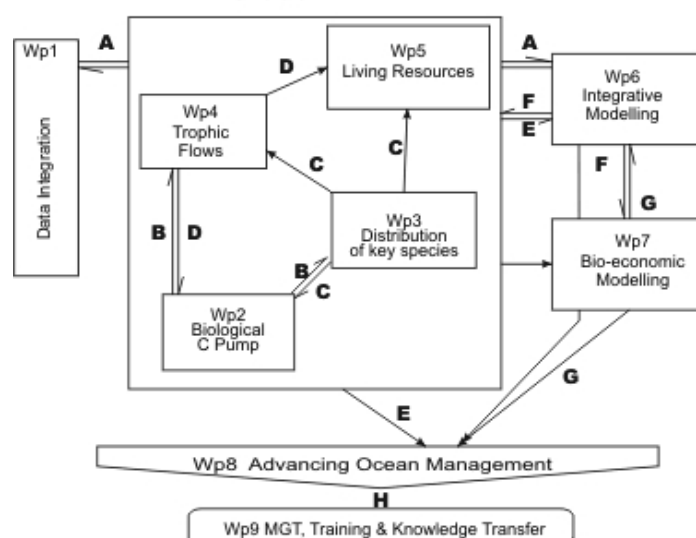 Wp1
Data Integration
A
Wp5
Living Resources
A
Wp6
Integrative
Modelling
D
Wp4
Trophic
Flows
F
E
C
C
F
G
Wp3
Distribution
of key species
B
D
B
C
Wp7
Bio-economic
Modelling
Wp2
Biological
C Pump
G
E
Wp8 Advancing Ocean Management
H
Wp9 MGT, Training & Knowledge Transfer